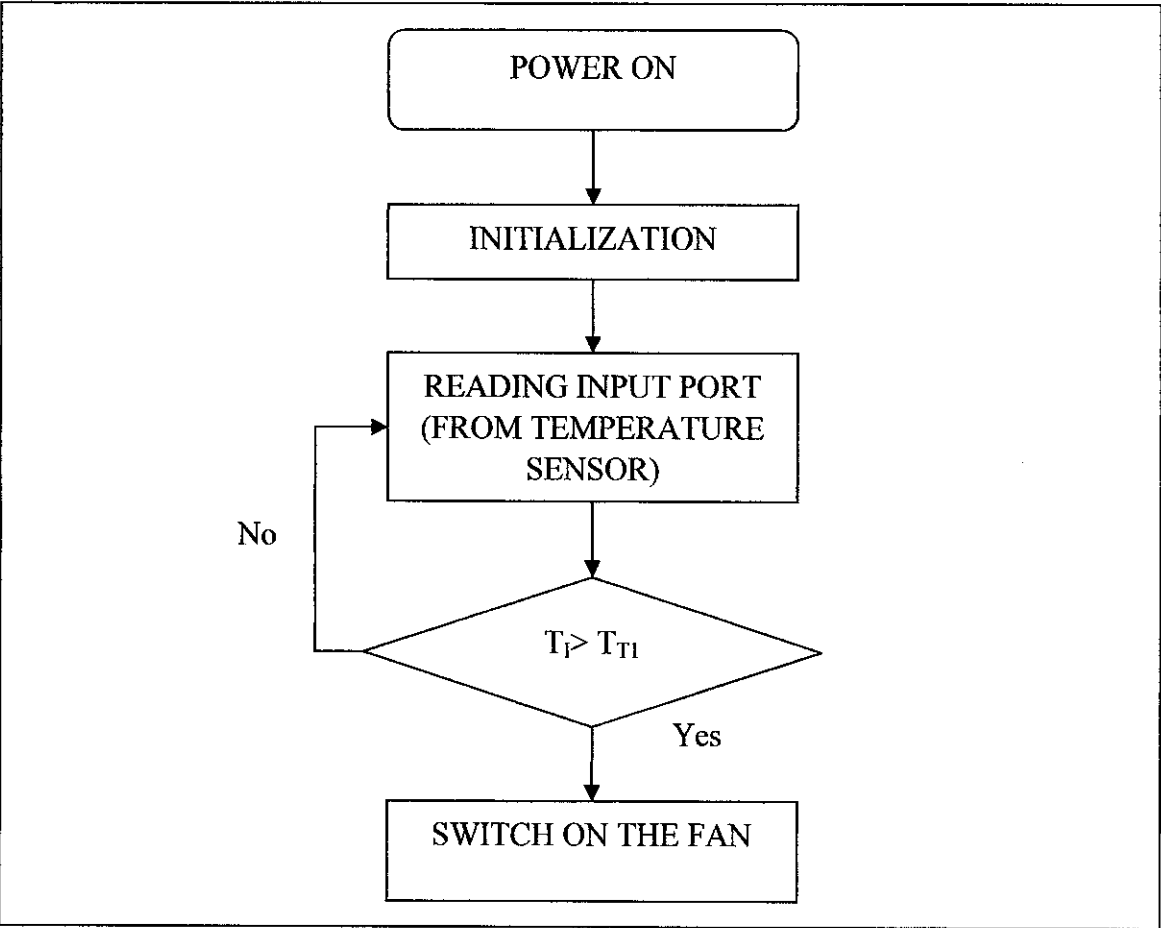 POWER ON
INITIALIZATION
READING INPUT PORT
(FROM TEMPERATURE
SENSOR)
No
T_I> T_T1
Yes
SWITCH ON THE FAN